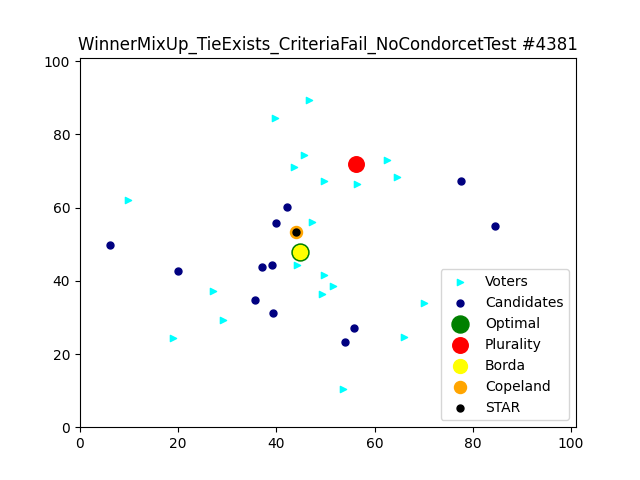 WinnerMixUp_TieExists_CriteriaFail_NoCondorcetTest #4381
100
80
60
40
20
0
0 20 40 60 80 100
Voters
Candidates
Optimal
Plurality
Borda
Copeland
STAR